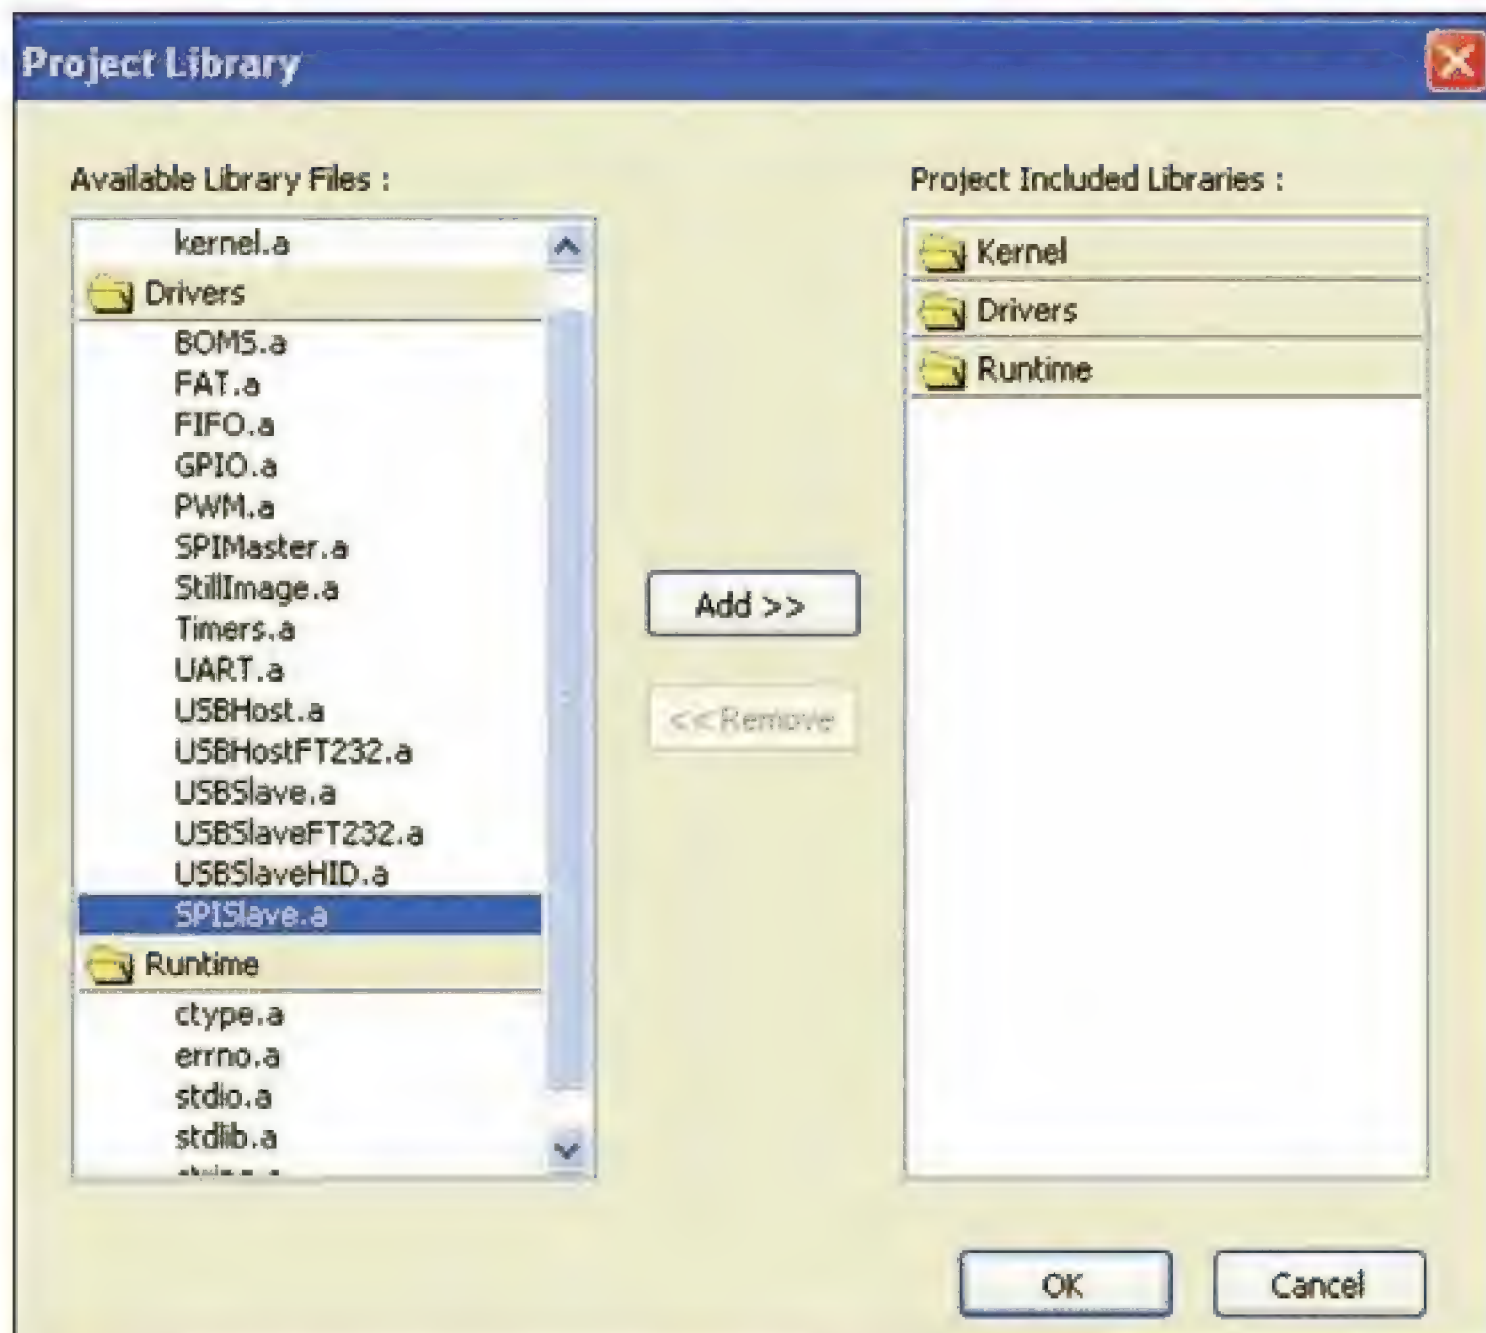 Project Library
Available Library Files :
kernel.a
Drivers
BOMS.a
FAT.a
FIFO.a
GPIO.a
PWM.a
SPIMaster.a
StillImage.a
Timers.a
UART.a
USBHost.a
USBHostFT232.a
USBSlave.a
USBSlaveFT232.a
USBSlaveHID.a
SPISlave.a
Runtime
ctype.a
errno.a
stdio.a
stdlib.a
Add >>
<< Remove
Project Included Libraries :
Kernel
Drivers
Runtime
OK
Cancel